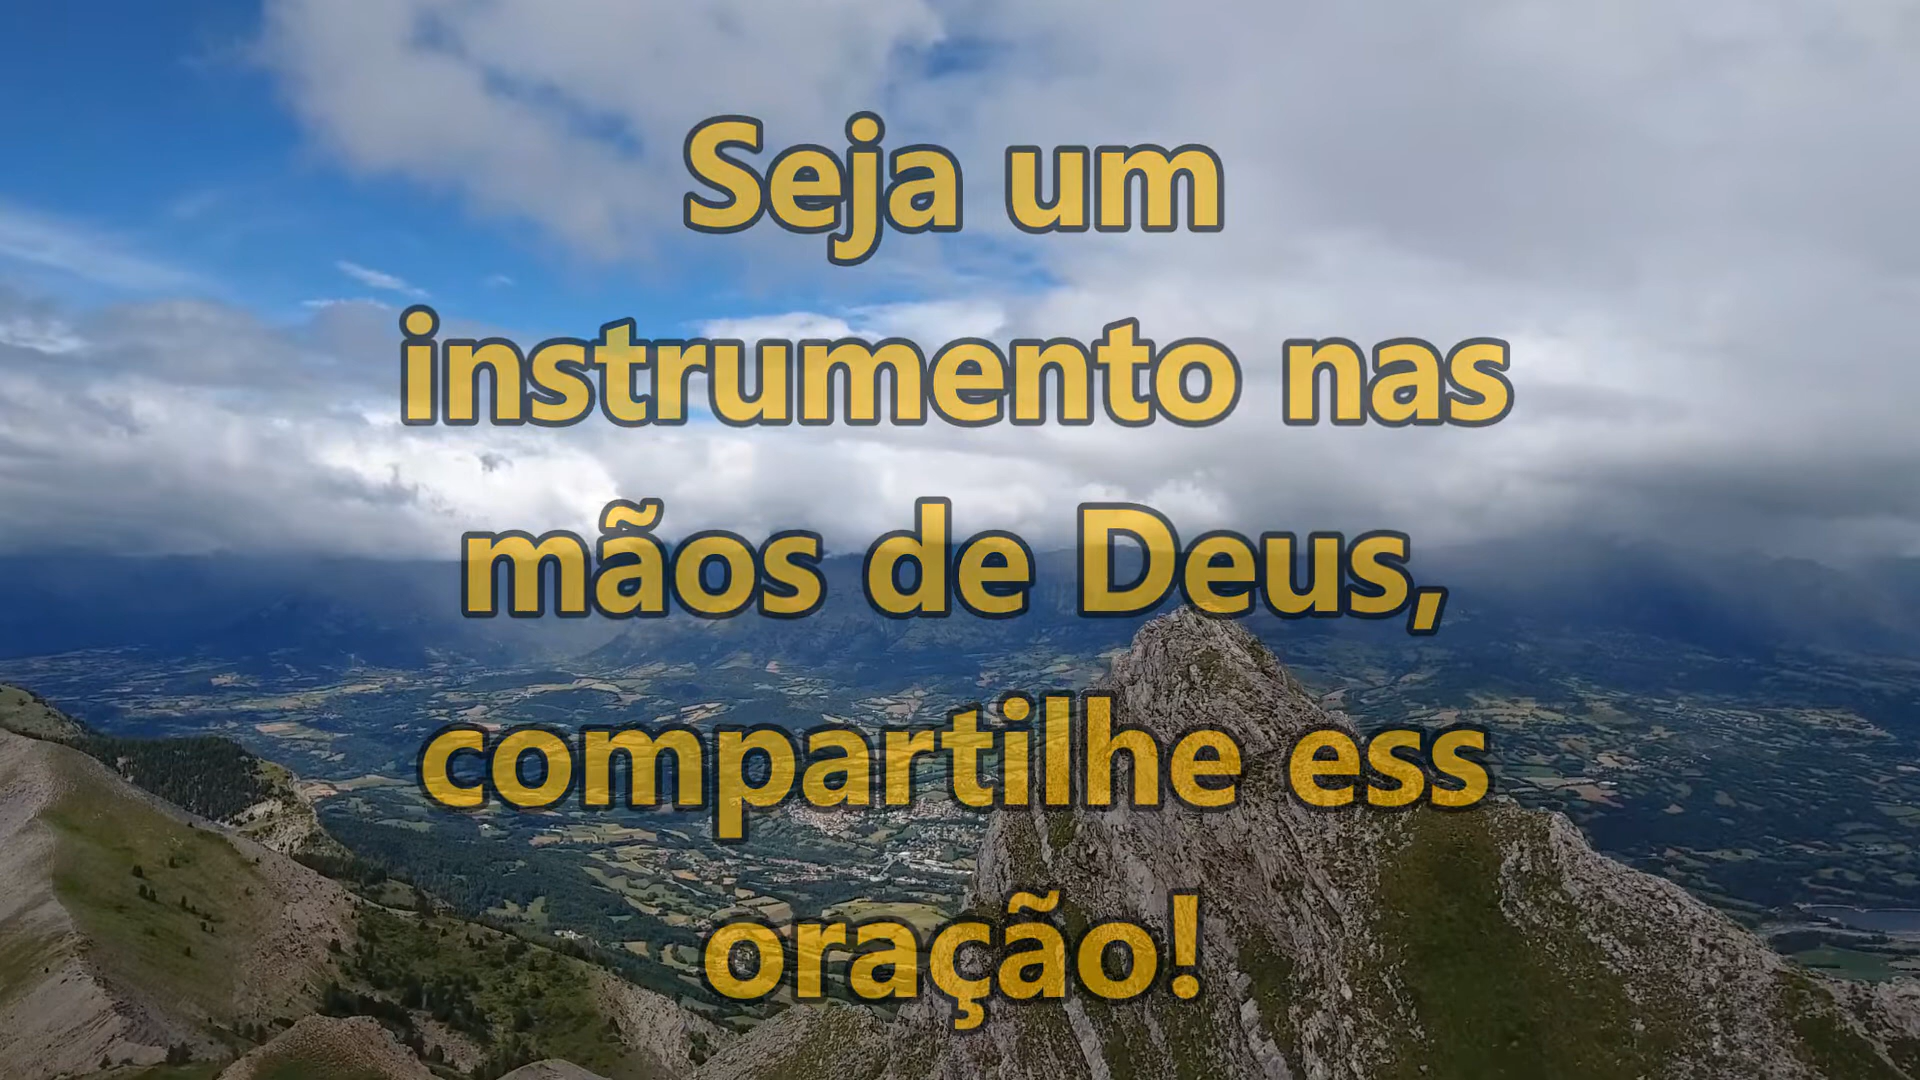 Seja um
instrumento nas
mãos de Deus,
compartilhe ess
oração!